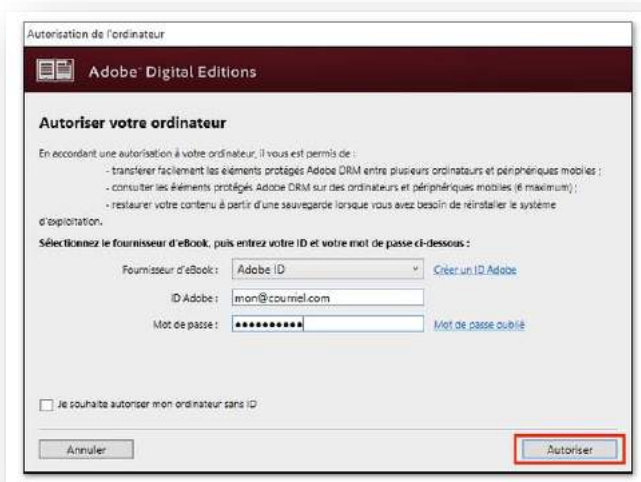 Autorisation de l'ordinateur
Adobe® Digital Editions
Autoriser votre ordinateur
En accordant une autorisation à votre ordinateur, il vous est permis de :
- transférer facilement les éléments protégés Adobe DRM entre plusieurs ordinateurs et périphériques mobiles ;
- consulter les éléments protégés Adobe DRM sur des ordinateurs et périphériques mobiles (6 maximum) ;
- restaurer votre contenu à partir d'une sauvegarde lorsque vous avez besoin de réinstaller le système
d'exploitation.
Sélectionnez le fournisseur d'eBook, puis entrez votre ID et votre mot de passe ci-dessous :
Fournisseur d'eBook : Adobe ID Créer un ID Adobe
ID Adobe : mon@courriel.com
Mot de passe : •••••••••• Mot de passe oublié
Je souhaite autoriser mon ordinateur sans ID
Annuler Autoriser